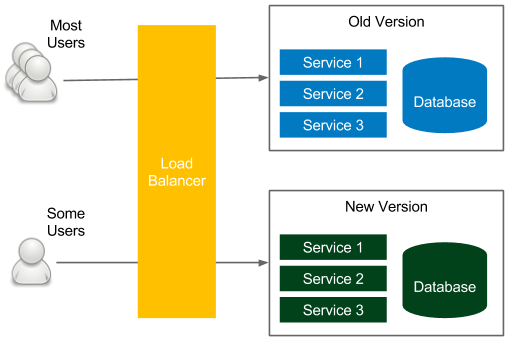 Most
Users
Old Version
Service 1
Service 2
Service 3
Database
Load
Balancer
Some
Users
New Version
Service 1
Service 2
Service 3
Database